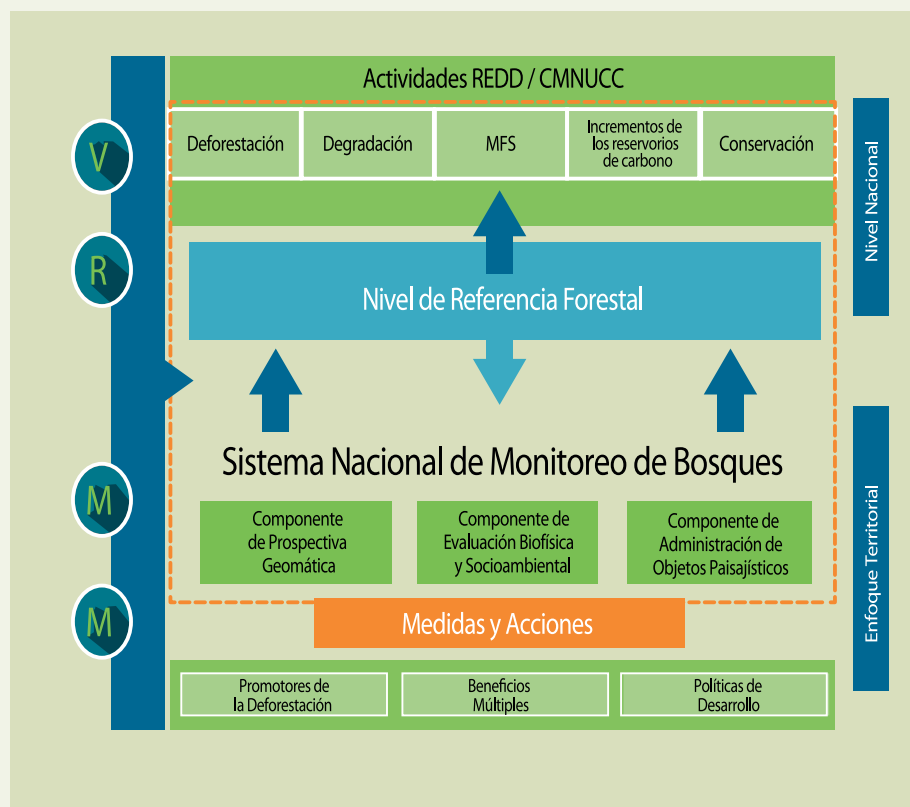 Actividades REDD / CMNUCC
Deforestación
Degradación
MFS
Incrementos de
los reservorios
de carbono
Conservación
V
R
M
M
Nivel de Referencia Forestal
Sistema Nacional de Monitoreo de Bosques
Componente
de Prospectiva
Geomática
Componente de
Evaluación Biofísica
y Socioambiental
Componente de
Administración de
Objetos Paisajísticos
Medidas y Acciones
Promotores de
la Deforestación
Beneficios
Múltiples
Políticas de
Desarrollo
Nivel Nacional
Enfoque Territorial